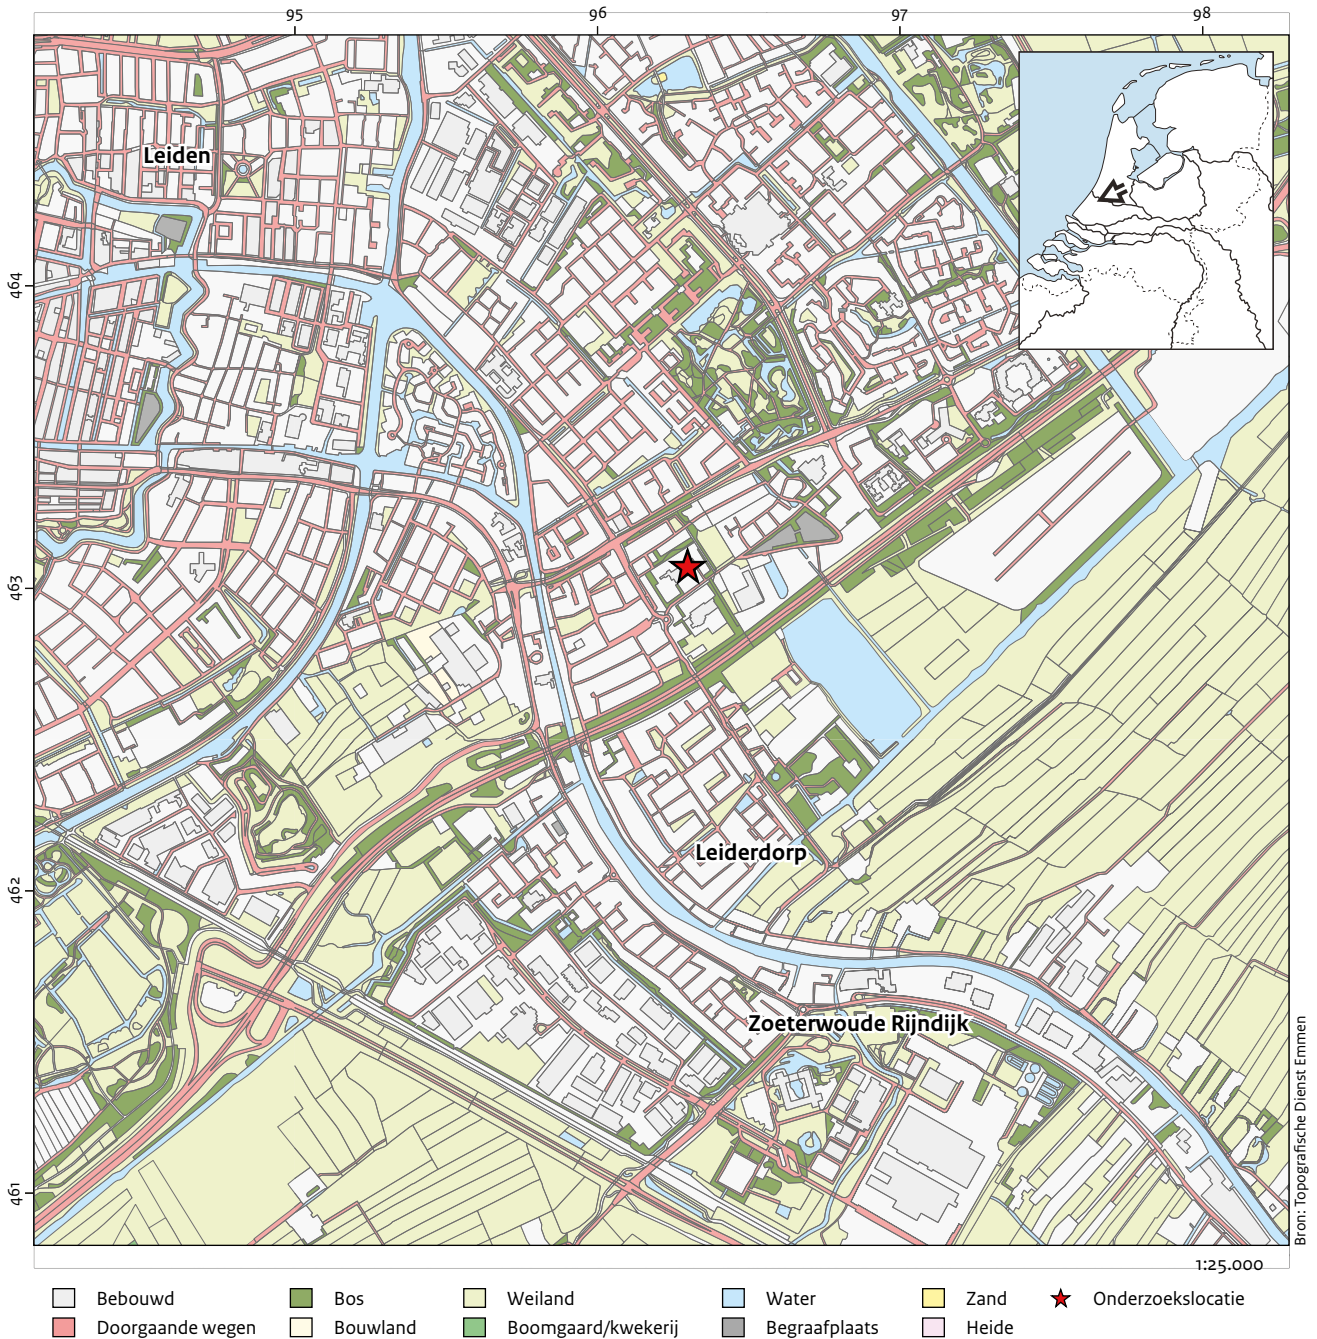 95 96 97 98
464
463
462
461
Leiden
Leiderdorp
Zoeterwoude Rijndijk
Bron: Topografische Dienst Emmen
1:25.000
Bebouwd Bos Weiland Water Zand Onderzoekslocatie
Doorgaande wegen Bouwland Boomgaard/kwekerij Begraafplaats Heide